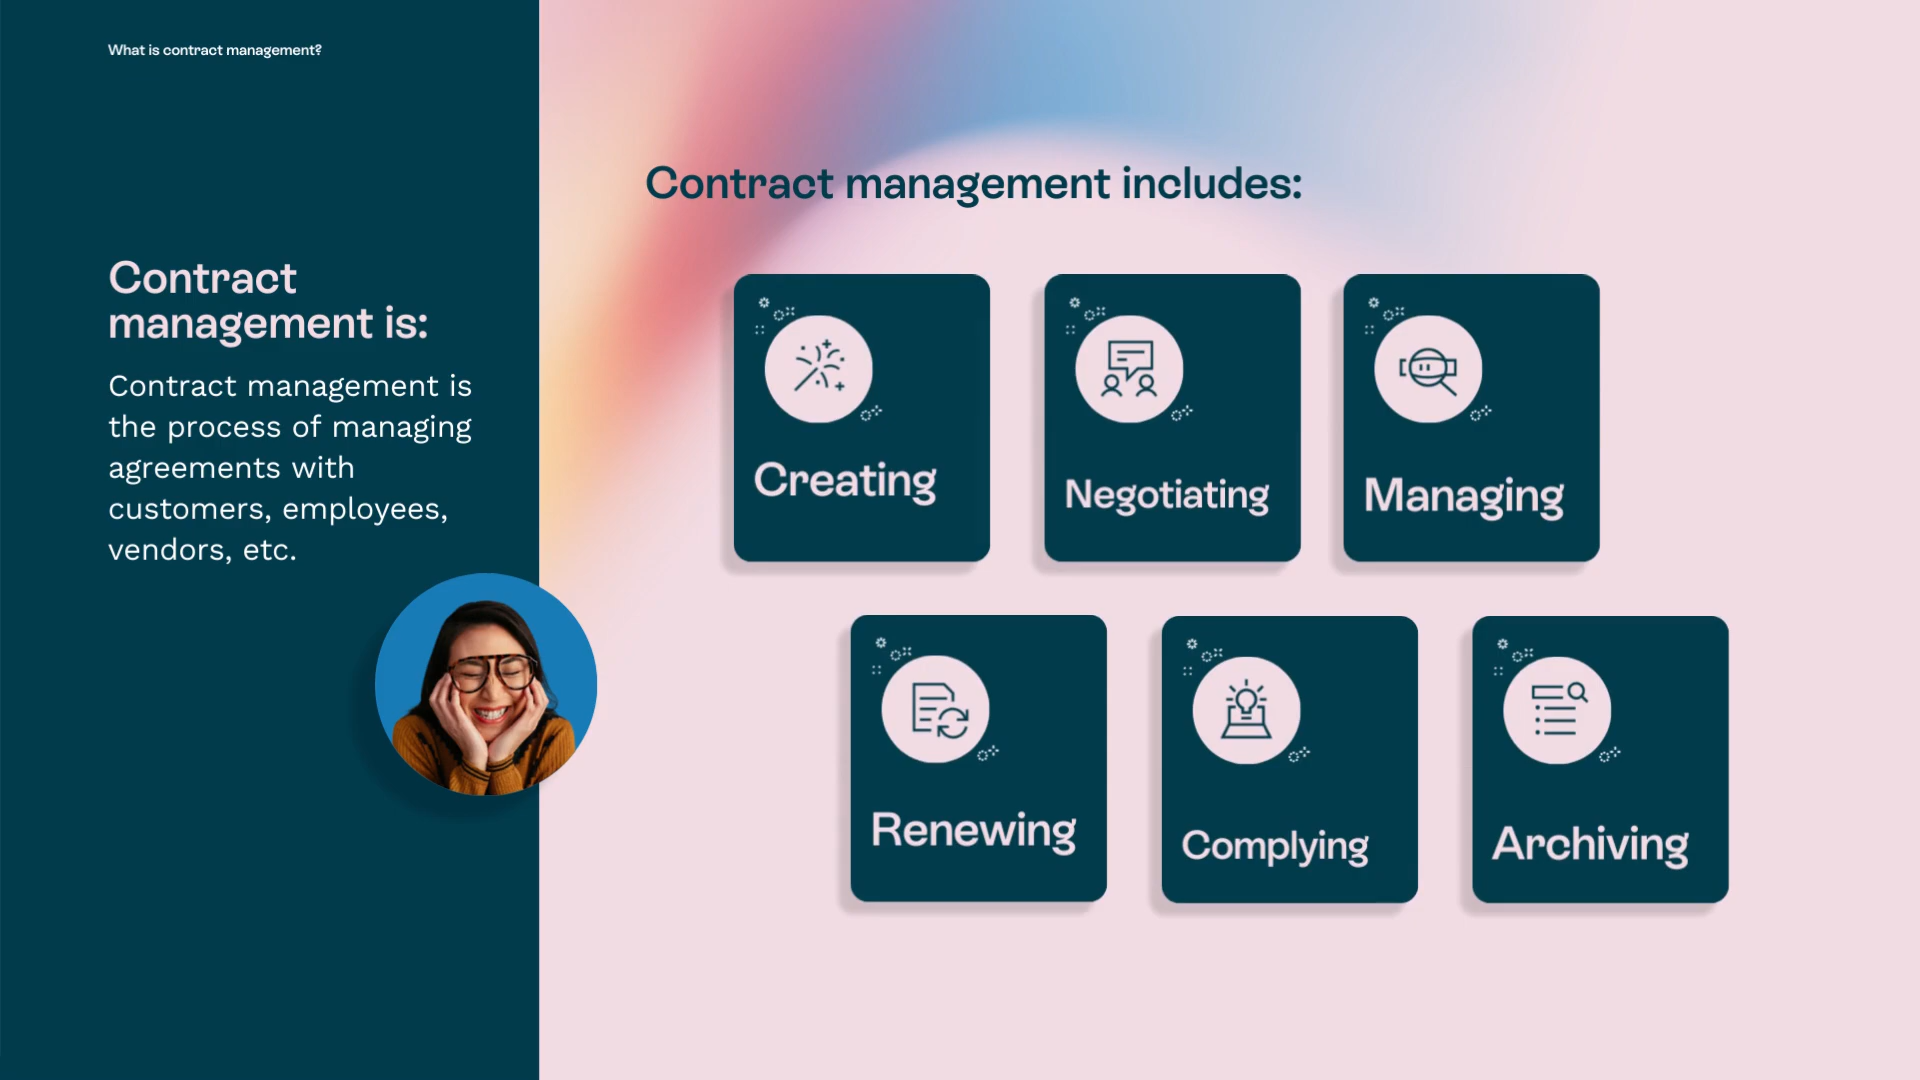 What is contract management?
Contract
management is:
Contract management is
the process of managing
agreements with
customers, employees,
vendors, etc.
Contract management includes:
Creating
Negotiating
Managing
Renewing
Complying
Archiving